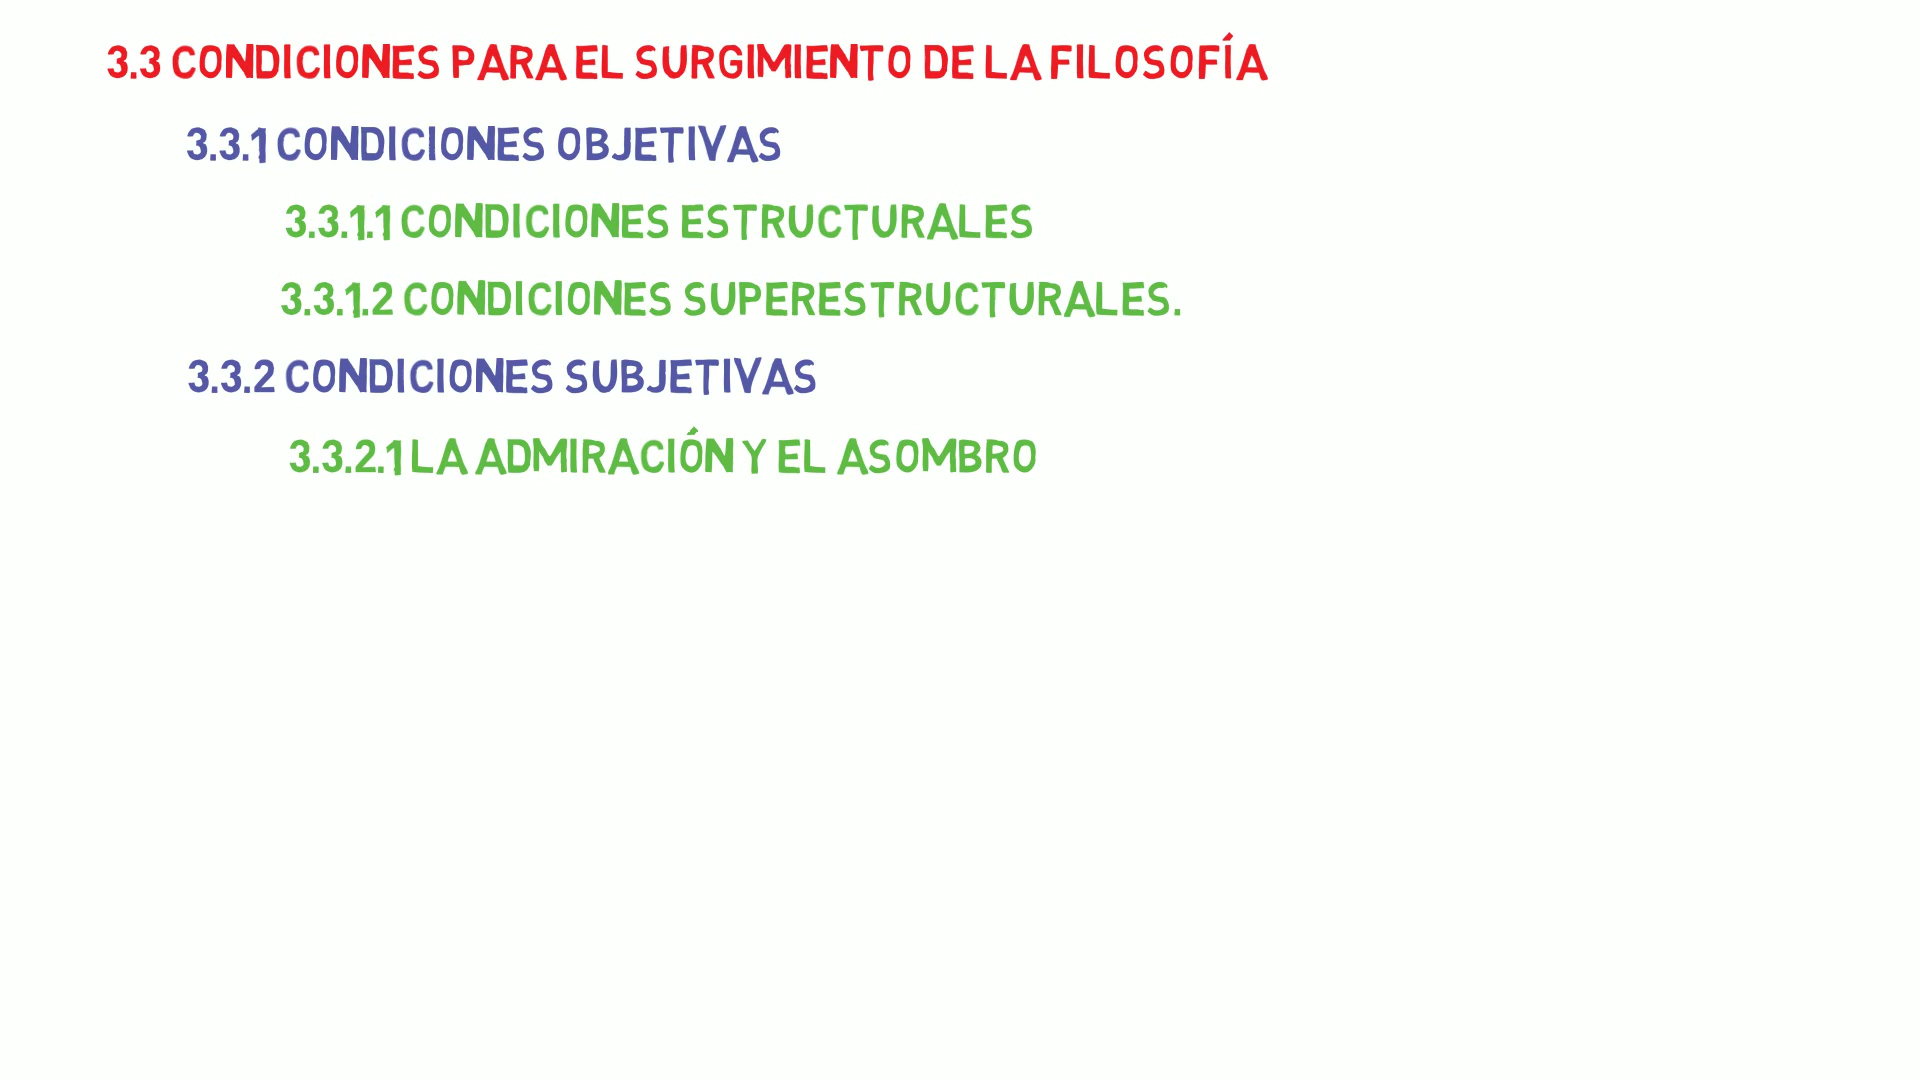 3.3 CONDICIONES PARA EL SURGIMIENTO DE LA FILOSOFÍA
3.3.1 CONDICIONES OBJETIVAS
3.3.1.1 CONDICIONES ESTRUCTURALES
3.3.1.2 CONDICIONES SUPERESTRUCTURALES.
3.3.2 CONDICIONES SUBJETIVAS
3.3.2.1 LA ADMIRACIÓN Y EL ASOMBRO